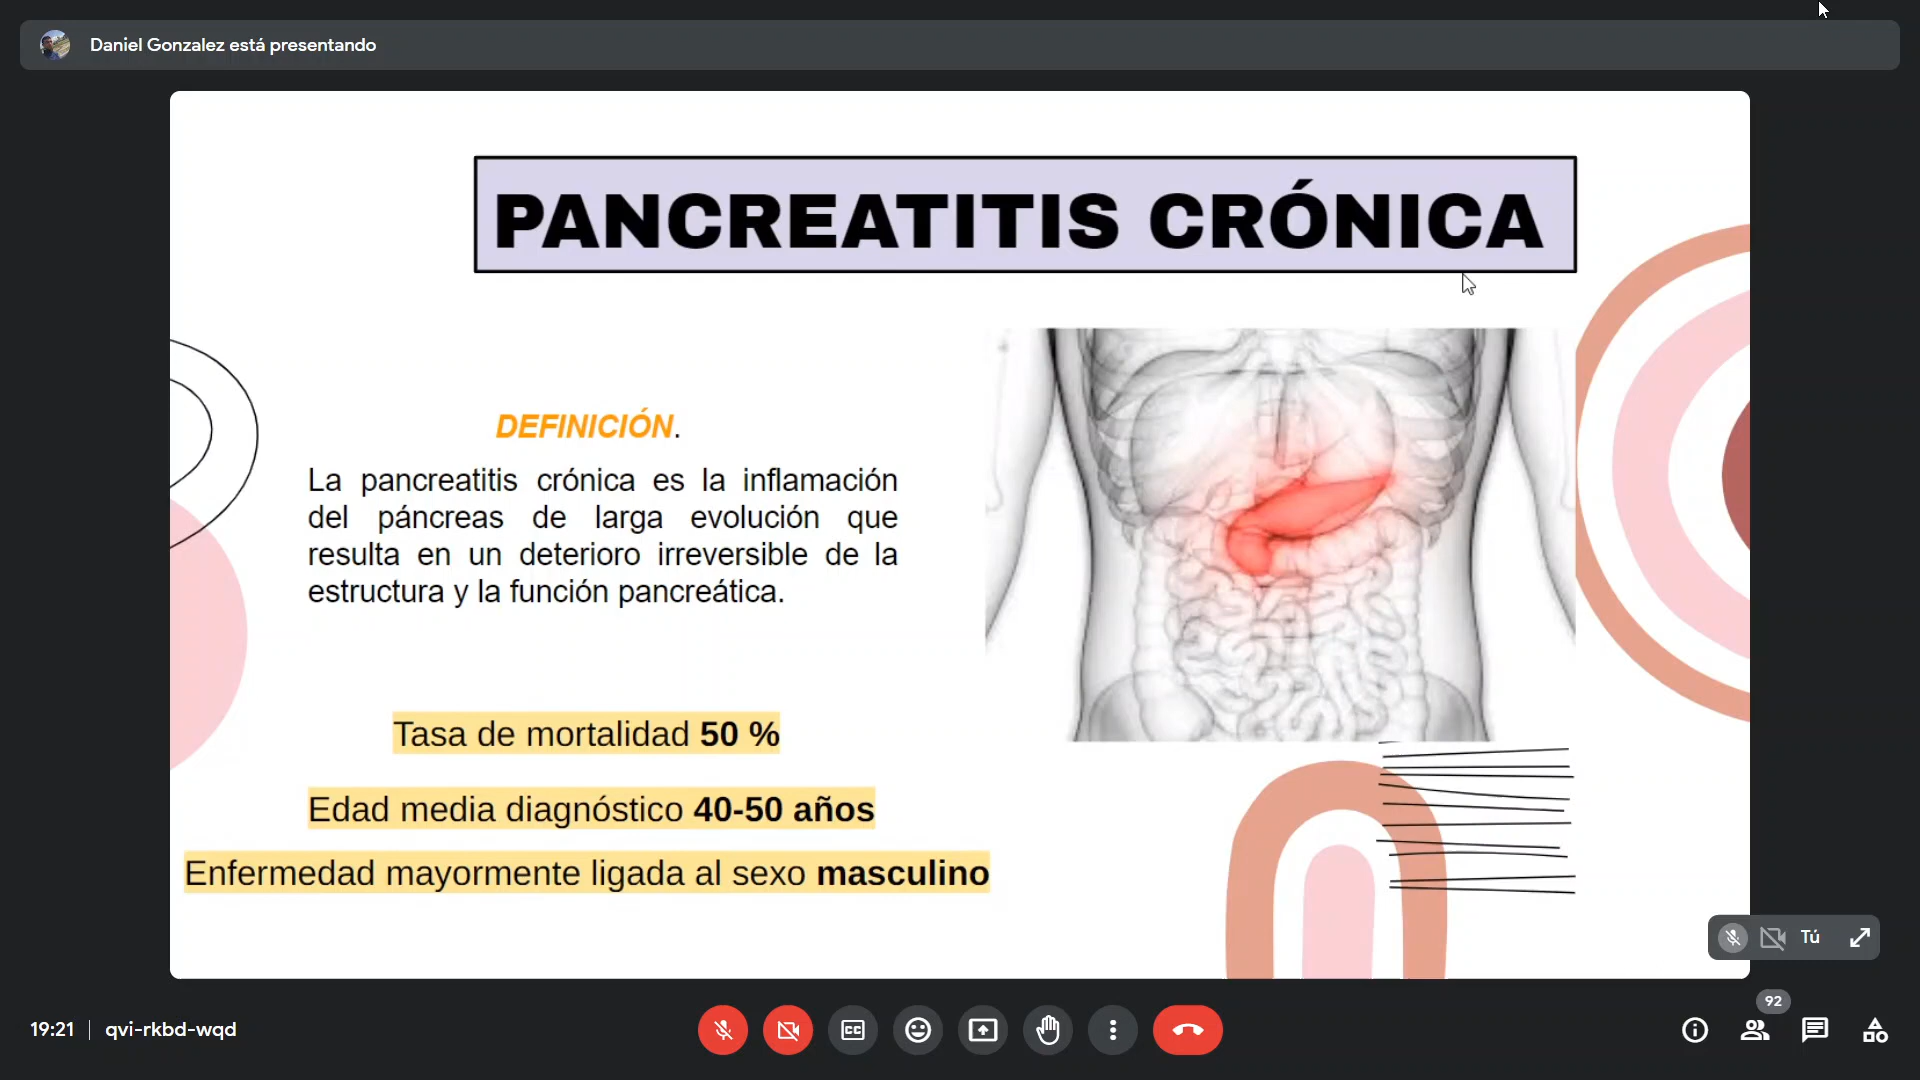 Daniel Gonzalez está presentando
PANCREATITIS CRÓNICA
DEFINICIÓN.
La pancreatitis crónica es la inflamación
del páncreas de larga evolución que
resulta en un deterioro irreversible de la
estructura y la función pancreática.
Tasa de mortalidad 50 %
Edad media diagnóstico 40-50 años
Enfermedad mayormente ligada al sexo masculino
Tú
92
19:21 | qvi-rkbd-wqd
CC